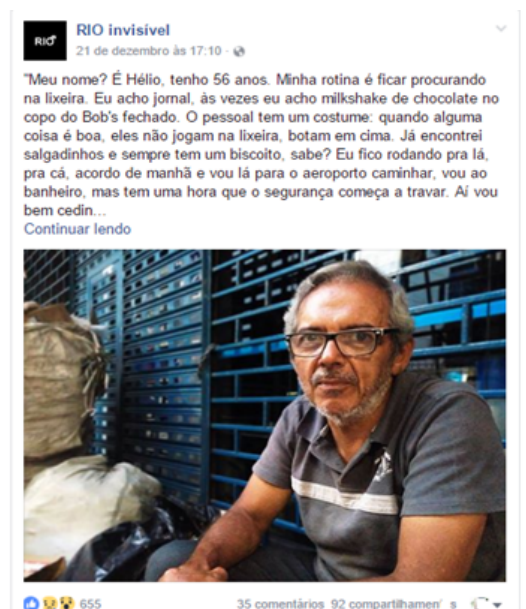 RIO
RIO invisível
21 de dezembro às 17:10 ·
"Meu nome? É Hélio, tenho 56 anos. Minha rotina é ficar procurando
na lixeira. Eu acho jornal, às vezes eu acho milkshake de chocolate no
copo do Bob's fechado. O pessoal tem um costume: quando alguma
coisa é boa, eles não jogam na lixeira, botam em cima. Já encontrei
salgadinhos e sempre tem um biscoito, sabe? Eu fico rodando pra lá,
pra cá, acordo de manhã e vou lá para o aeroporto caminhar, vou ao
banheiro, mas tem uma hora que o segurança começa a travar. Aí vou
bem cedin...
Continuar lendo
655
35 comentários 92 compartilhamen s